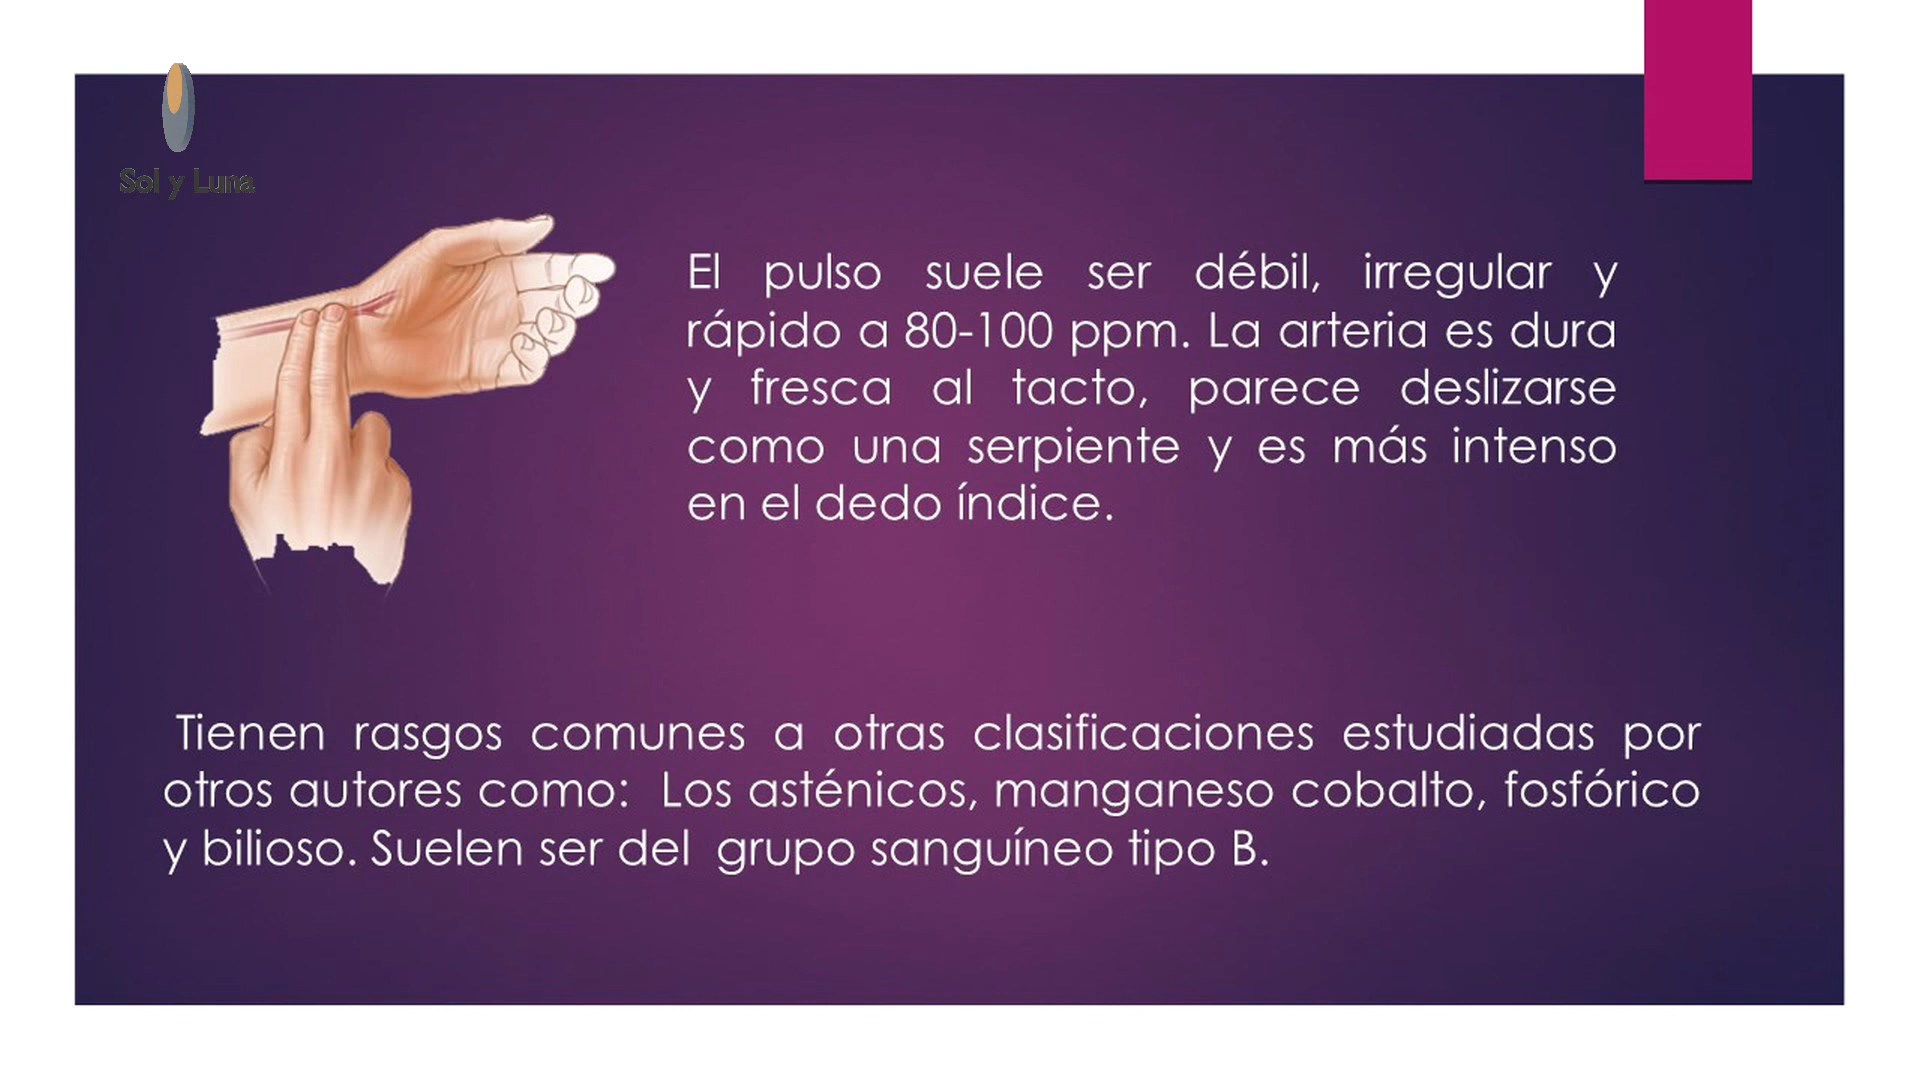 Sol y Luna
El pulso suele ser débil, irregular y
rápido a 80-100 ppm. La arteria es dura
y fresca al tacto, parece deslizarse
como una serpiente y es más intenso
en el dedo índice.
Tienen rasgos comunes a otras clasificaciones estudiadas por
otros autores como: Los asténicos, manganeso cobalto, fosfórico
y bilioso. Suelen ser del grupo sanguíneo tipo B.